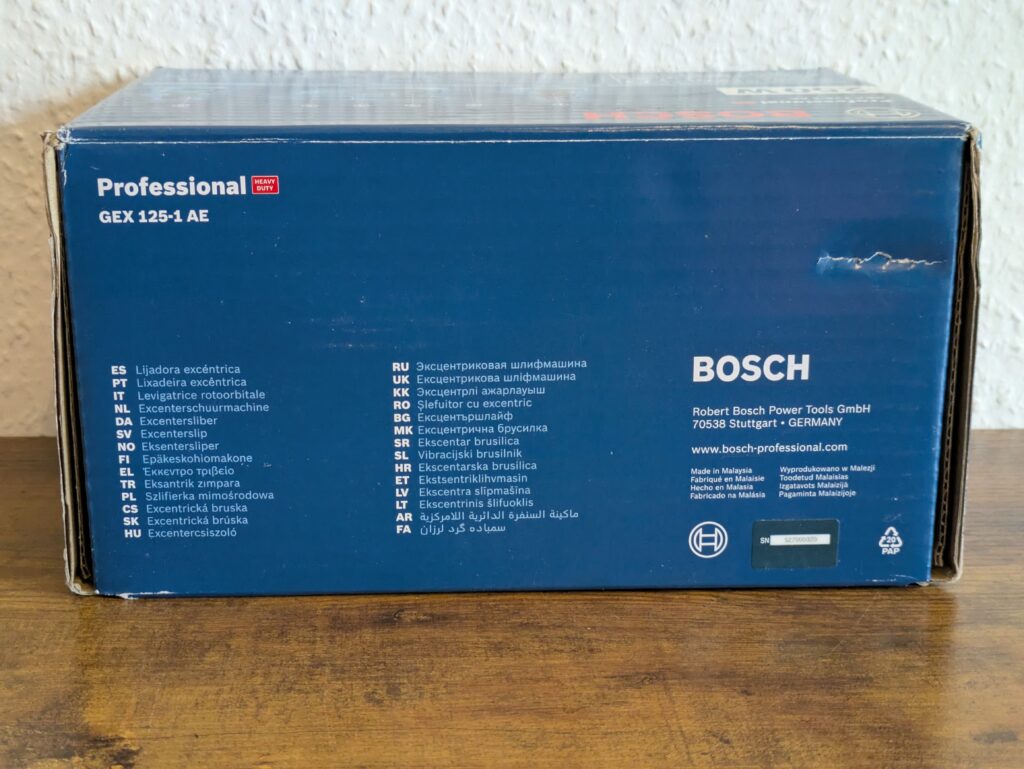 250 W
BOSCH
Professional HEAVY DUTY
GEX 125-1 AE
ES Lijadora excéntrica
PT Lixadeira excêntrica
IT Levigatrice rotoorbitale
NL Excenterschuurmachine
DA Excentersliber
SV Excenterslip
NO Eksentersliper
FI Epäkeskohiomakone
EL Έκκεντρο τριβείο
TR Eksantrik zımpara
PL Szlifierka mimośrodowa
CS Excentrická bruska
SK Excentrická brúska
HU Excentercsiszoló
RU Эксцентриковая шлифмашина
UK Ексцентрикова шліфмашина
KK Эксцентрлі ажарлауыш
RO Şlefuitor cu excentric
BG Ексцентършлайф
MK Ексцентрична брусилка
SR Ekscentar brusilica
SL Vibracijski brusilnik
HR Ekscentarska brusilica
ET Ekstsentriklihvmasin
LV Ekscentra slīpmašīna
LT Ekscentrinis šlifuoklis
AR ماكينة السنفرة الدائرية اللامركزية
FA سمباده گرد لرزان
BOSCH
Robert Bosch Power Tools GmbH
70538 Stuttgart • GERMANY
www.bosch-professional.com
Made in Malaysia
Fabriqué en Malaisie
Hecho en Malasia
Fabricado na Malásia
Wyprodukowano w Malezji
Toodetud Malaisias
Izgatavots Malaizijā
Pagaminta Malaizijoje
SN
20
PAP